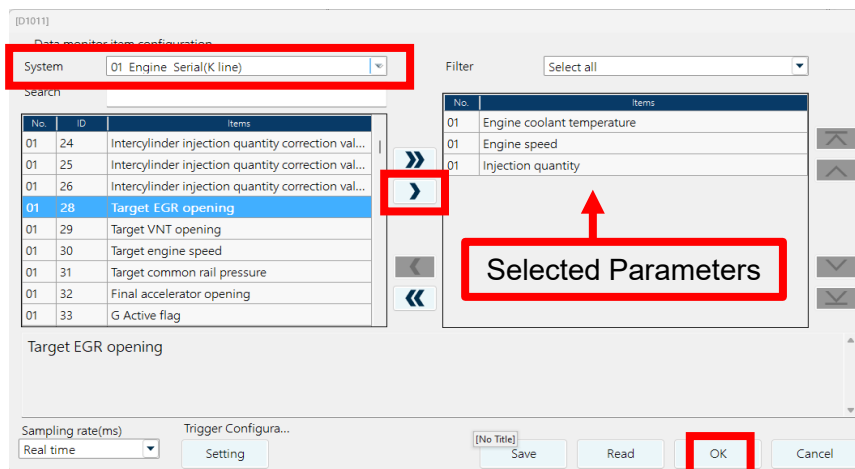 [D1011]
Data monitor item configuration
System 01 Engine Serial(K line) Filter Select all
Search
No. ID Items
01 24 Intercylinder injection quantity correction val...
01 25 Intercylinder injection quantity correction val...
01 26 Intercylinder injection quantity correction val...
01 28 Target EGR opening
01 29 Target VNT opening
01 30 Target engine speed
01 31 Target common rail pressure
01 32 Final accelerator opening
01 33 G Active flag
No. Items
01 Engine coolant temperature
01 Engine speed
01 Injection quantity
Selected Parameters
Target EGR opening
Sampling rate(ms) Trigger Configura...
Real time Setting
[No Title]
Save Read OK Cancel